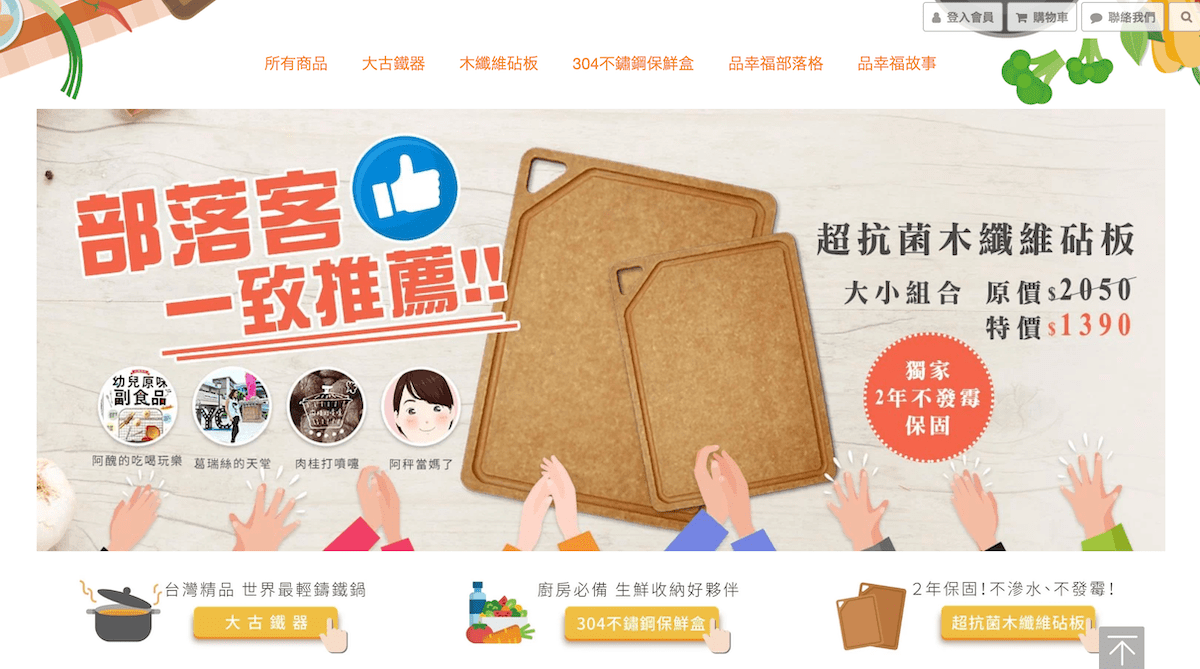 登入會員
購物車
聯絡我們
所有商品
大古鐵器
木纖維砧板
304不鏽鋼保鮮盒
品幸福部落格
品幸福故事
部落客
一致推薦!!
超抗菌木纖維砧板
大小組合 原價$2050
特價$1390
獨家
2年不發霉
保固
幼兒原味
副食品
阿醜的吃喝玩樂
葛瑞絲的天堂
肉桂打噴嚏
阿秤當媽了
台灣精品 世界最輕鑄鐵鍋
大古鐵器
廚房必備 生鮮收納好夥伴
304不鏽鋼保鮮盒
2年保固！不滲水、不發霉！
超抗菌木纖維砧板